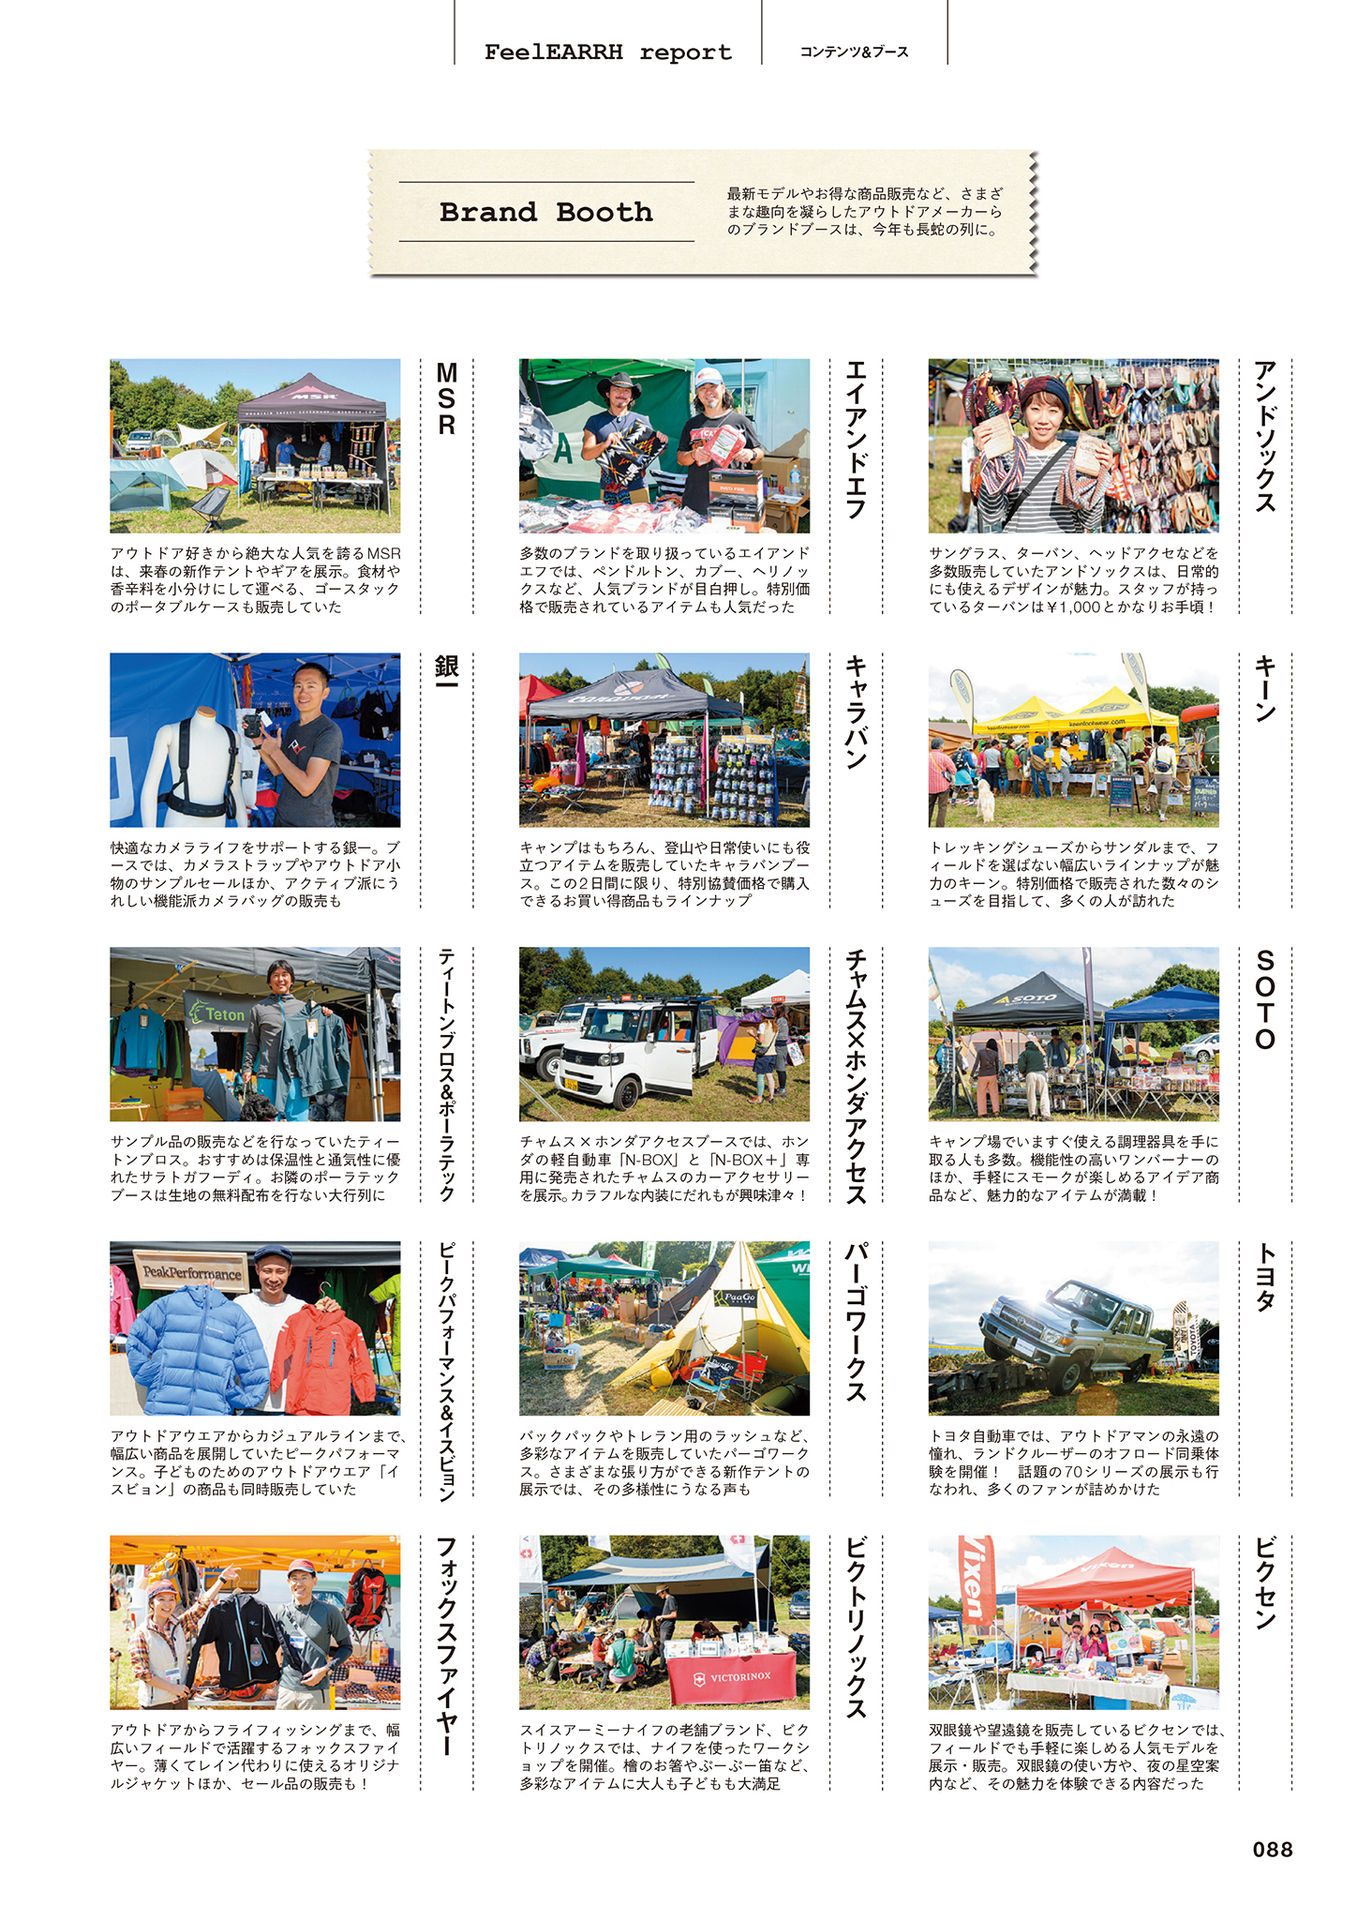 FeelEARRH report
コンテンツ&ブース
Brand Booth
最新モデルやお得な商品販売など、さまざ
まな趣向を凝らしたアウトドアメーカーら
のブランドブースは、今年も長蛇の列に。
アンドソックス
サングラス、ターバン、ヘッドアクセなどを
多数販売していたアンドソックスは、日常的
にも使えるデザインが魅力。スタッフが持っ
ているターバンは¥1,000とかなりお手頃！
エイアンドエフ
A
多数のブランドを取り扱っているエイアンド
エフでは、ペンドルトン、カブー、ヘリノッ
クスなど、人気ブランドが目白押し。特別価
格で販売されているアイテムも人気だった
MSR
MSR
アウトドア好きから絶大な人気を誇るMSR
は、来春の新作テントやギアを展示。食材や
香辛料を小分けにして運べる、ゴースタック
のポータブルケースも販売していた
キーン
KEEN
keenfootwear.com
トレッキングシューズからサンダルまで、フ
ィールドを選ばない幅広いラインナップが魅
力のキーン。特別価格で販売された数々のシ
ューズを目指して、多くの人が訪れた
キャラバン
caravan
キャンプはもちろん、登山や日常使いにも役
立つアイテムを販売していたキャラバンブー
ス。この2日間に限り、特別協賛価格で購入
できるお買い得商品もラインナップ
銀一
快適なカメラライフをサポートする銀一。ブ
ースでは、カメラストラップやアウトドア小
物のサンプルセールほか、アクティブ派にう
れしい機能派カメラバッグの販売も
SOTO
SOTO
キャンプ場でいますぐ使える調理器具を手に
取る人も多数。機能性の高いワンバーナーの
ほか、手軽にスモークが楽しめるアイデア商
品など、魅力的なアイテムが満載！
チャムス×ホンダアクセス
チャムス×ホンダアクセスブースでは、ホン
ダの軽自動車「N-BOX」と「N-BOX＋」専
用に発売されたチャムスのカーアクセサリー
を展示。カラフルな内装にだれもが興味津々！
ティートンブロス&ポーラテック
Teton
サンプル品の販売などを行なっていたティー
トンブロス。おすすめは保温性と通気性に優
れたサラトガフーディ。お隣のポーラテック
ブースは生地の無料配布を行ない大行列に
トヨタ
TOYOTA
トヨタ自動車では、アウトドアマンの永遠の
憧れ、ランドクルーザーのオフロード同乗体
験を開催！　話題の70シリーズの展示も行
なわれ、多くのファンが詰めかけた
パーゴワークス
PaaGo
WORKS
バックパックやトレラン用のラッシュなど、
多彩なアイテムを販売していたパーゴワーク
ス。さまざまな張り方ができる新作テントの
展示では、その多様性にうなる声も
ピークパフォーマンス&イスビョン
PeakPerformance
アウトドアウエアからカジュアルラインまで、
幅広い商品を展開していたピークパフォーマ
ンス。子どものためのアウトドアウエア「イ
スビョン」の商品も同時販売していた
ビクセン
Vixen
Vixen
双眼鏡や望遠鏡を販売しているビクセンでは、
フィールドでも手軽に楽しめる人気モデルを
展示・販売。双眼鏡の使い方や、夜の星空案
内など、その魅力を体験できる内容だった
ビクトリノックス
VICTORINOX
スイスアーミーナイフの老舗ブランド、ビク
トリノックスでは、ナイフを使ったワークシ
ョップを開催。檜のお箸やぶーぶー笛など、
多彩なアイテムに大人も子どもも大満足
フォックスファイヤー
アウトドアからフライフィッシングまで、幅
広いフィールドで活躍するフォックスファイ
ヤー。薄くてレイン代わりに使えるオリジナ
ルジャケットほか、セール品の販売も！
088